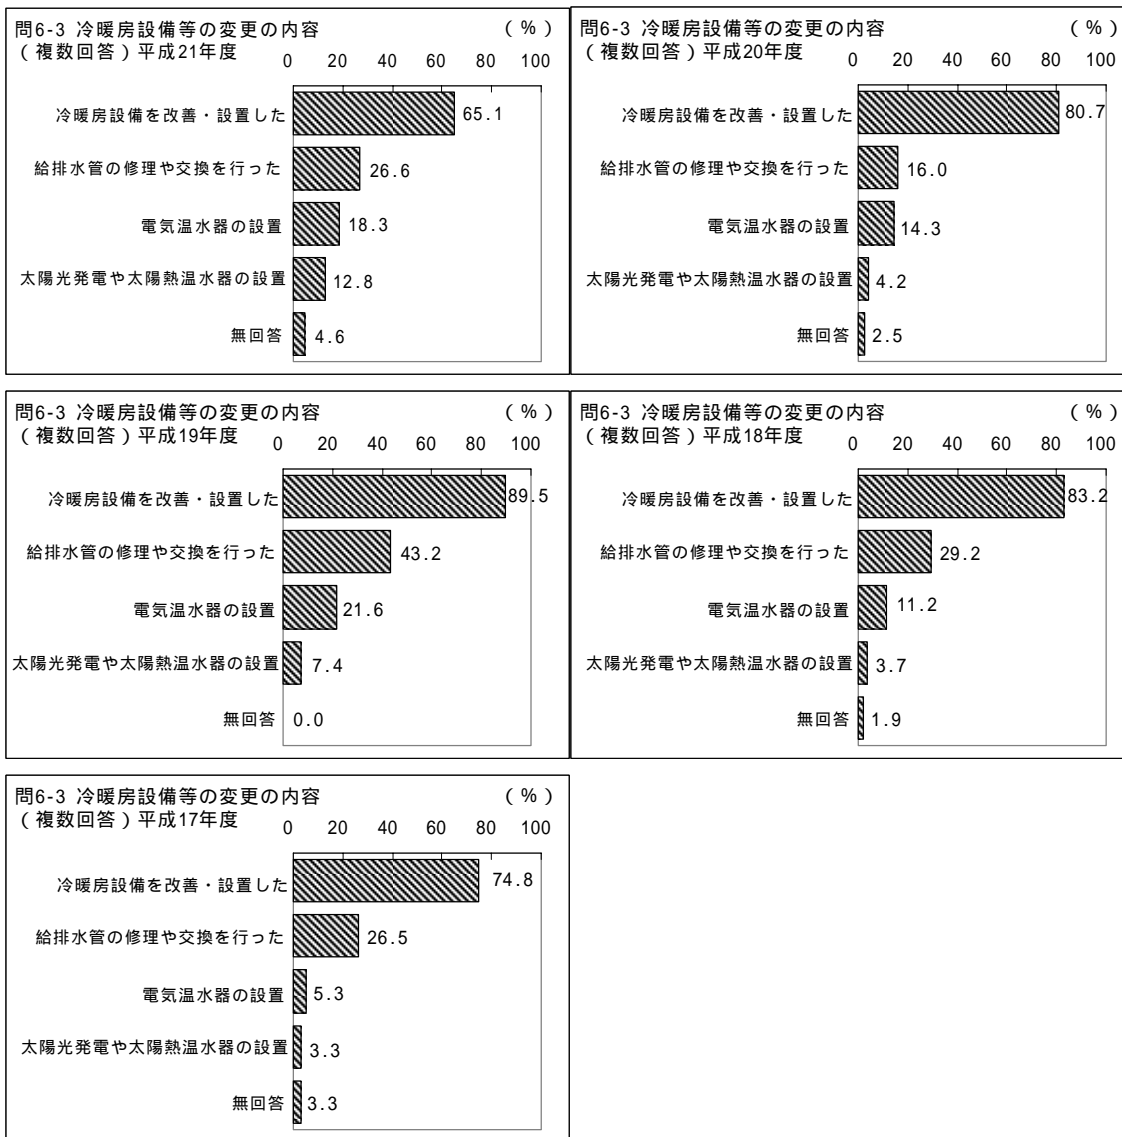 問6-3 冷暖房設備等の変更の内容 （％）
（複数回答）平成21年度
0 20 40 60 80 100
冷暖房設備を改善・設置した 65.1
給排水管の修理や交換を行った 26.6
電気温水器の設置 18.3
太陽光発電や太陽熱温水器の設置 12.8
無回答 4.6
問6-3 冷暖房設備等の変更の内容 （％）
（複数回答）平成20年度
0 20 40 60 80 100
冷暖房設備を改善・設置した 80.7
給排水管の修理や交換を行った 16.0
電気温水器の設置 14.3
太陽光発電や太陽熱温水器の設置 4.2
無回答 2.5
問6-3 冷暖房設備等の変更の内容 （％）
（複数回答）平成19年度
0 20 40 60 80 100
冷暖房設備を改善・設置した 89.5
給排水管の修理や交換を行った 43.2
電気温水器の設置 21.6
太陽光発電や太陽熱温水器の設置 7.4
無回答 0.0
問6-3 冷暖房設備等の変更の内容 （％）
（複数回答）平成18年度
0 20 40 60 80 100
冷暖房設備を改善・設置した 83.2
給排水管の修理や交換を行った 29.2
電気温水器の設置 11.2
太陽光発電や太陽熱温水器の設置 3.7
無回答 1.9
問6-3 冷暖房設備等の変更の内容 （％）
（複数回答）平成17年度
0 20 40 60 80 100
冷暖房設備を改善・設置した 74.8
給排水管の修理や交換を行った 26.5
電気温水器の設置 5.3
太陽光発電や太陽熱温水器の設置 3.3
無回答 3.3